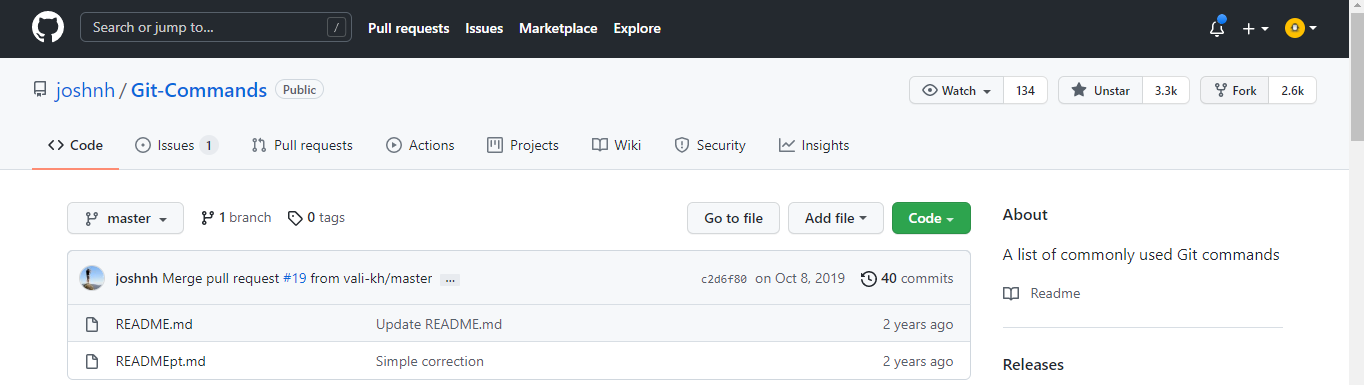 Search or jump to... / Pull requests Issues Marketplace Explore
joshnh / Git-Commands Public Watch 134 Unstar 3.3k Fork 2.6k
Code Issues 1 Pull requests Actions Projects Wiki Security Insights
master 1 branch 0 tags Go to file Add file Code
About
A list of commonly used Git commands
joshnh Merge pull request #19 from vali-kh/master ... c2d6f80 on Oct 8, 2019 40 commits
Readme
README.md Update README.md 2 years ago
READMEpt.md Simple correction 2 years ago
Releases